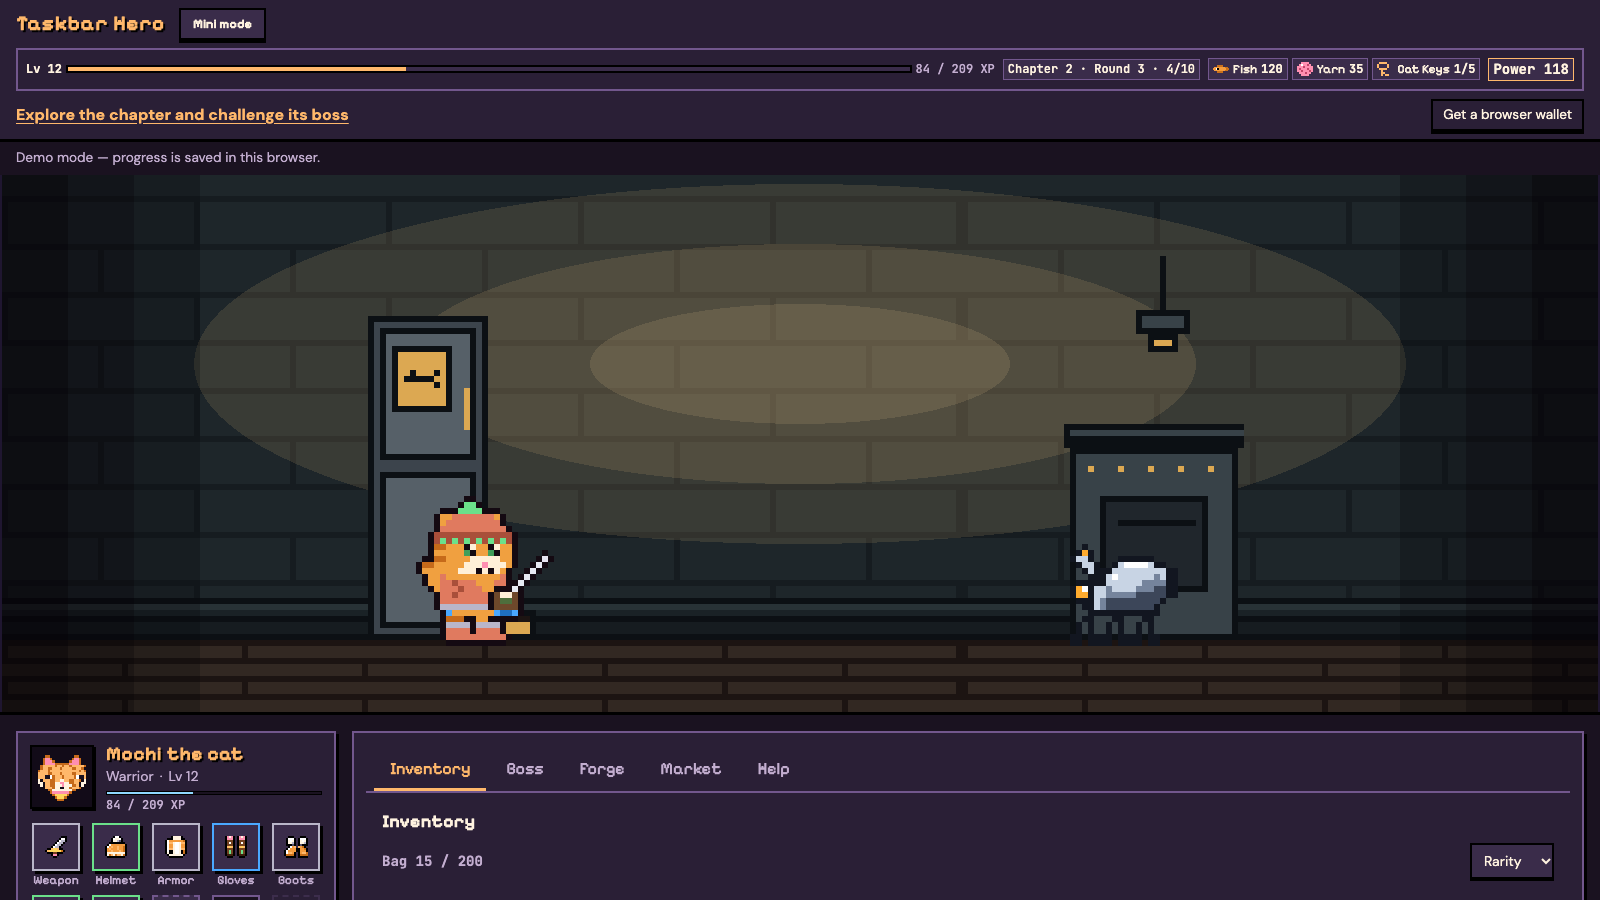 Taskbar Hero
Mini mode
Lv 12
84 / 209 XP
Chapter 2 · Round 3 · 4/10
Fish 120
Yarn 35
Cat Keys 1/5
Power 118
Explore the chapter and challenge its boss
Get a browser wallet
Demo mode — progress is saved in this browser.
Mochi the cat
Warrior · Lv 12
84 / 209 XP
Weapon
Helmet
Armor
Gloves
Boots
Inventory
Boss
Forge
Market
Help
Inventory
Bag 15 / 200
Rarity